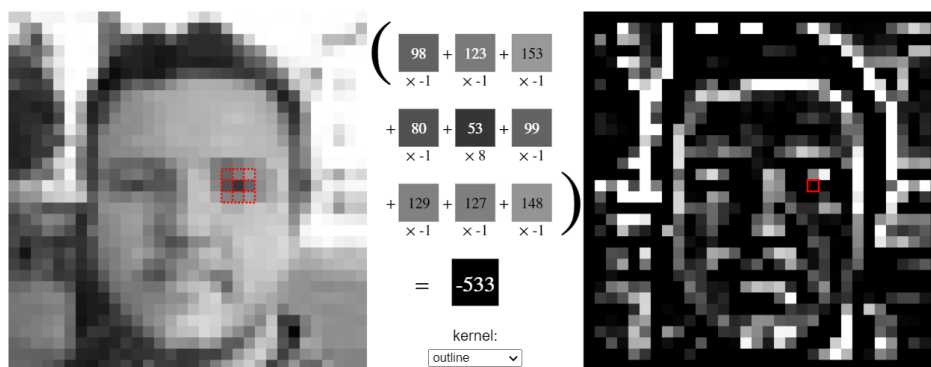 ( 98 + 123 + 153
× -1 × -1 × -1
+ 80 + 53 + 99
× -1 × 8 × -1
+ 129 + 127 + 148 )
× -1 × -1 × -1
= -533
kernel:
outline